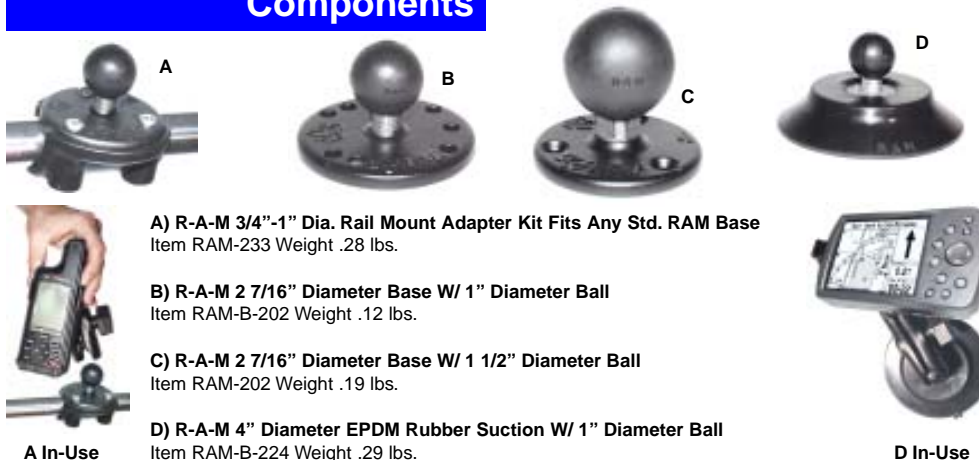 Components
A
B
C
D
A) R-A-M 3/4”-1” Dia. Rail Mount Adapter Kit Fits Any Std. RAM Base
Item RAM-233 Weight .28 lbs.
B) R-A-M 2 7/16” Diameter Base W/ 1” Diameter Ball
Item RAM-B-202 Weight .12 lbs.
C) R-A-M 2 7/16” Diameter Base W/ 1 1/2” Diameter Ball
Item RAM-202 Weight .19 lbs.
D) R-A-M 4” Diameter EPDM Rubber Suction W/ 1” Diameter Ball
Item RAM-B-224 Weight .29 lbs.
A In-Use
D In-Use